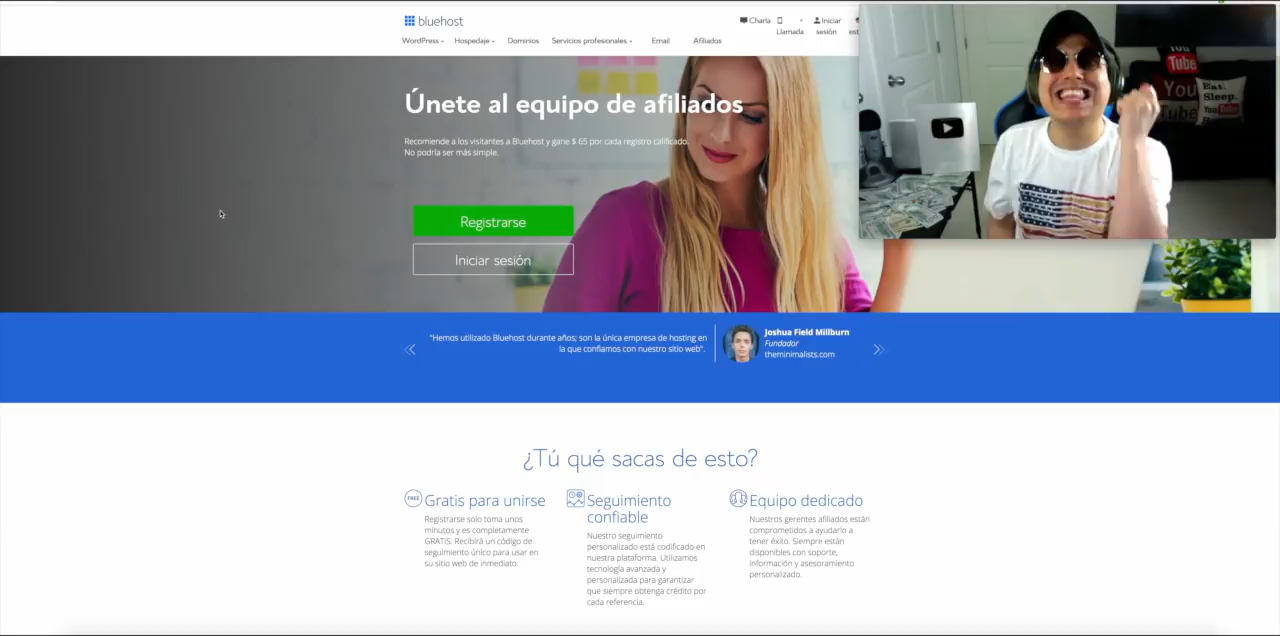 bluehost
Charla
Llamada
Iniciar
sesión
WordPress
Hospedaje
Dominios
Servicios profesionales
Email
Afiliados
Únete al equipo de afiliados
Recomiende a los visitantes a Bluehost y gane $ 65 por cada registro calificado.
No podría ser más simple.
Registrarse
Iniciar sesión
You
Tube
You
Tube
Eat.
Sleep.
"Hemos utilizado Bluehost durante años; son la única empresa de hosting en
la que confiamos con nuestro sitio web".
Joshua Field Millburn
Fundador
theminimalists.com
¿Tú qué sacas de esto?
FREE
Gratis para unirse
Registrarse solo toma unos
minutos y es completamente
GRATIS. Recibirá un código de
seguimiento único para usar en
su sitio web de inmediato.
Seguimiento
confiable
Nuestro seguimiento
personalizado está codificado en
nuestra plataforma. Utilizamos
tecnología avanzada y
personalizada para garantizar
que siempre obtenga crédito por
cada referencia.
Equipo dedicado
Nuestros gerentes afiliados están
comprometidos a ayudarlo a
tener éxito. Siempre están
disponibles con soporte,
información y asesoramiento
personalizado.